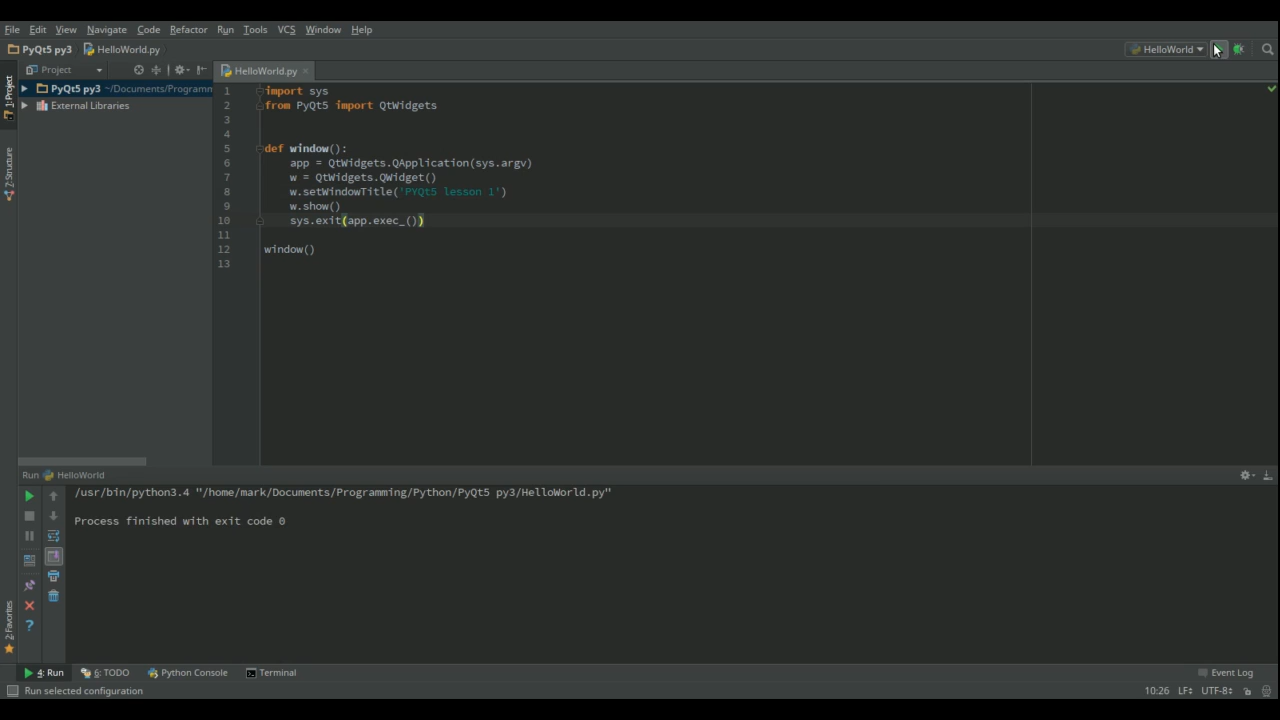 File Edit View Navigate Code Refactor Run Tools VCS Window Help
PyQt5 py3 HelloWorld.py HelloWorld
Project HelloWorld.py
1: Project
PyQt5 py3 ~/Documents/Programm
External Libraries
Z: Structure
1 import sys
2 from PyQt5 import QtWidgets
3
4
5 def window():
6 app = QtWidgets.QApplication(sys.argv)
7 w = QtWidgets.QWidget()
8 w.setWindowTitle('PYQt5 lesson 1')
9 w.show()
10 sys.exit(app.exec_())
11
12 window()
13
Run HelloWorld
/usr/bin/python3.4 "/home/mark/Documents/Programming/Python/PyQt5 py3/HelloWorld.py"
Process finished with exit code 0
2: Favorites
4: Run 6: TODO Python Console Terminal Event Log
Run selected configuration 10:26 LF UTF-8